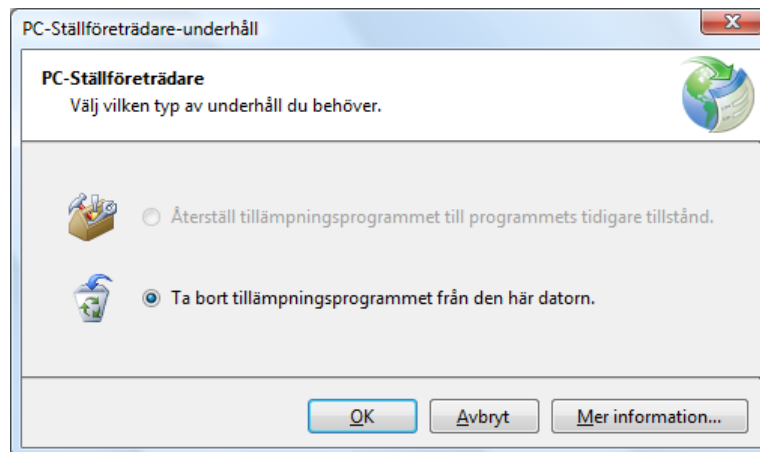 PC-Ställföreträdare-underhåll
PC-Ställföreträdare
Välj vilken typ av underhåll du behöver.
Återställ tillämpningsprogrammet till programmets tidigare tillstånd.
Ta bort tillämpningsprogrammet från den här datorn.
OK
Avbryt
Mer information...